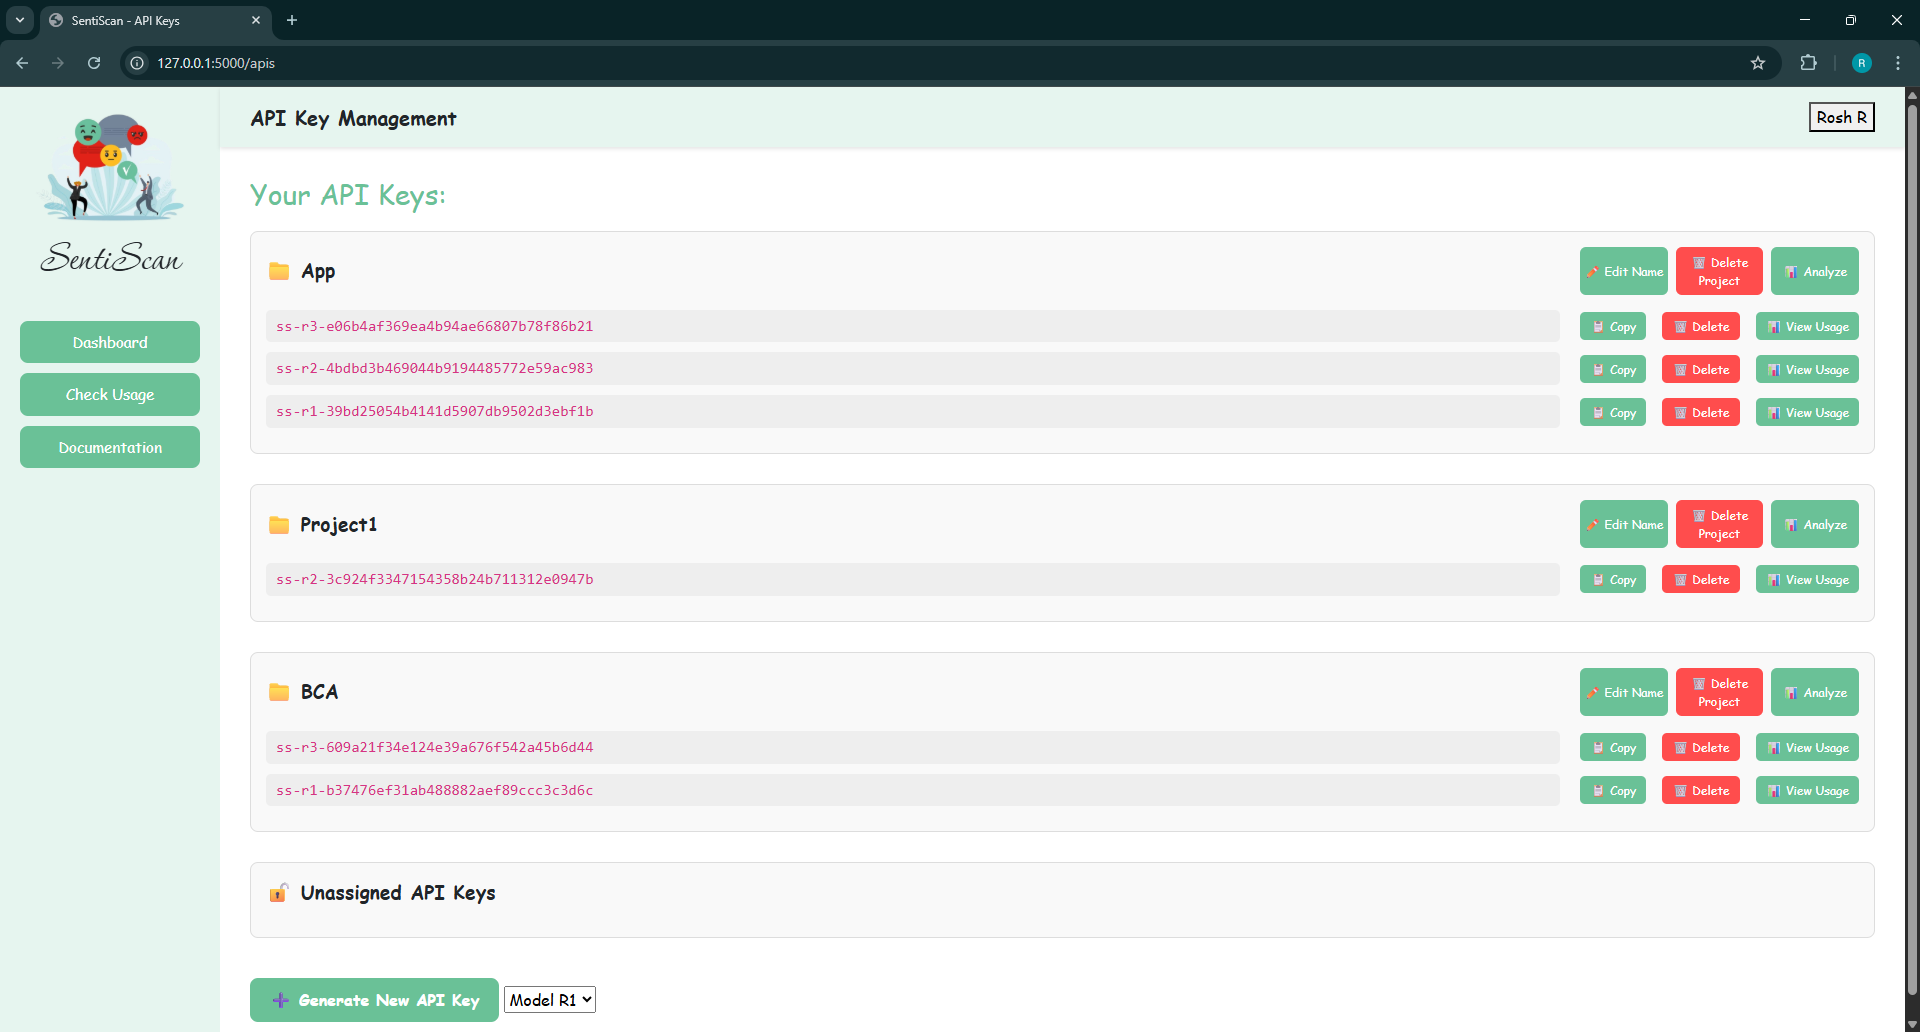 SentiScan - API Keys
127.0.0.1:5000/apis
R
SentiScan
Dashboard
Check Usage
Documentation
API Key Management
Rosh R
Your API Keys:
App
Edit Name
Delete
Project
Analyze
ss-r3-e06b4af369ea4b94ae66807b78f86b21
Copy
Delete
View Usage
ss-r2-4bdbd3b469044b9194485772e59ac983
Copy
Delete
View Usage
ss-r1-39bd25054b4141d5907db9502d3ebf1b
Copy
Delete
View Usage
Project1
Edit Name
Delete
Project
Analyze
ss-r2-3c924f3347154358b24b711312e0947b
Copy
Delete
View Usage
BCA
Edit Name
Delete
Project
Analyze
ss-r3-609a21f34e124e39a676f542a45b6d44
Copy
Delete
View Usage
ss-r1-b37476ef31ab488882aef89ccc3c3d6c
Copy
Delete
View Usage
Unassigned API Keys
Generate New API Key
Model R1